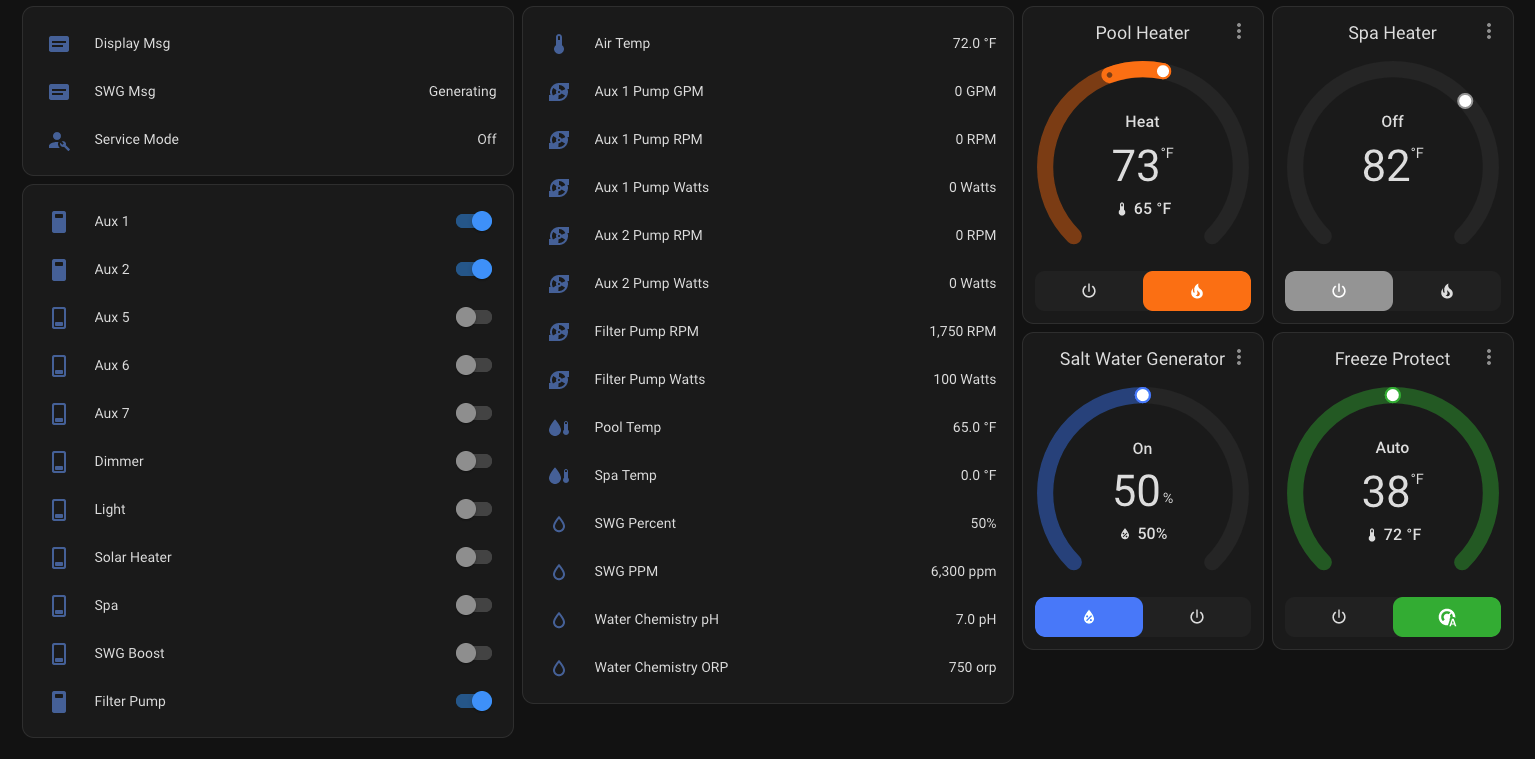 Display Msg
SWG Msg Generating
Service Mode Off
Aux 1
Aux 2
Aux 5
Aux 6
Aux 7
Dimmer
Light
Solar Heater
Spa
SWG Boost
Filter Pump
Air Temp 72.0 °F
Aux 1 Pump GPM 0 GPM
Aux 1 Pump RPM 0 RPM
Aux 1 Pump Watts 0 Watts
Aux 2 Pump RPM 0 RPM
Aux 2 Pump Watts 0 Watts
Filter Pump RPM 1,750 RPM
Filter Pump Watts 100 Watts
Pool Temp 65.0 °F
Spa Temp 0.0 °F
SWG Percent 50%
SWG PPM 6,300 ppm
Water Chemistry pH 7.0 pH
Water Chemistry ORP 750 orp
Pool Heater
Heat
73 °F
65 °F
Spa Heater
Off
82 °F
Salt Water Generator
On
50 %
50%
Freeze Protect
Auto
38 °F
72 °F
A